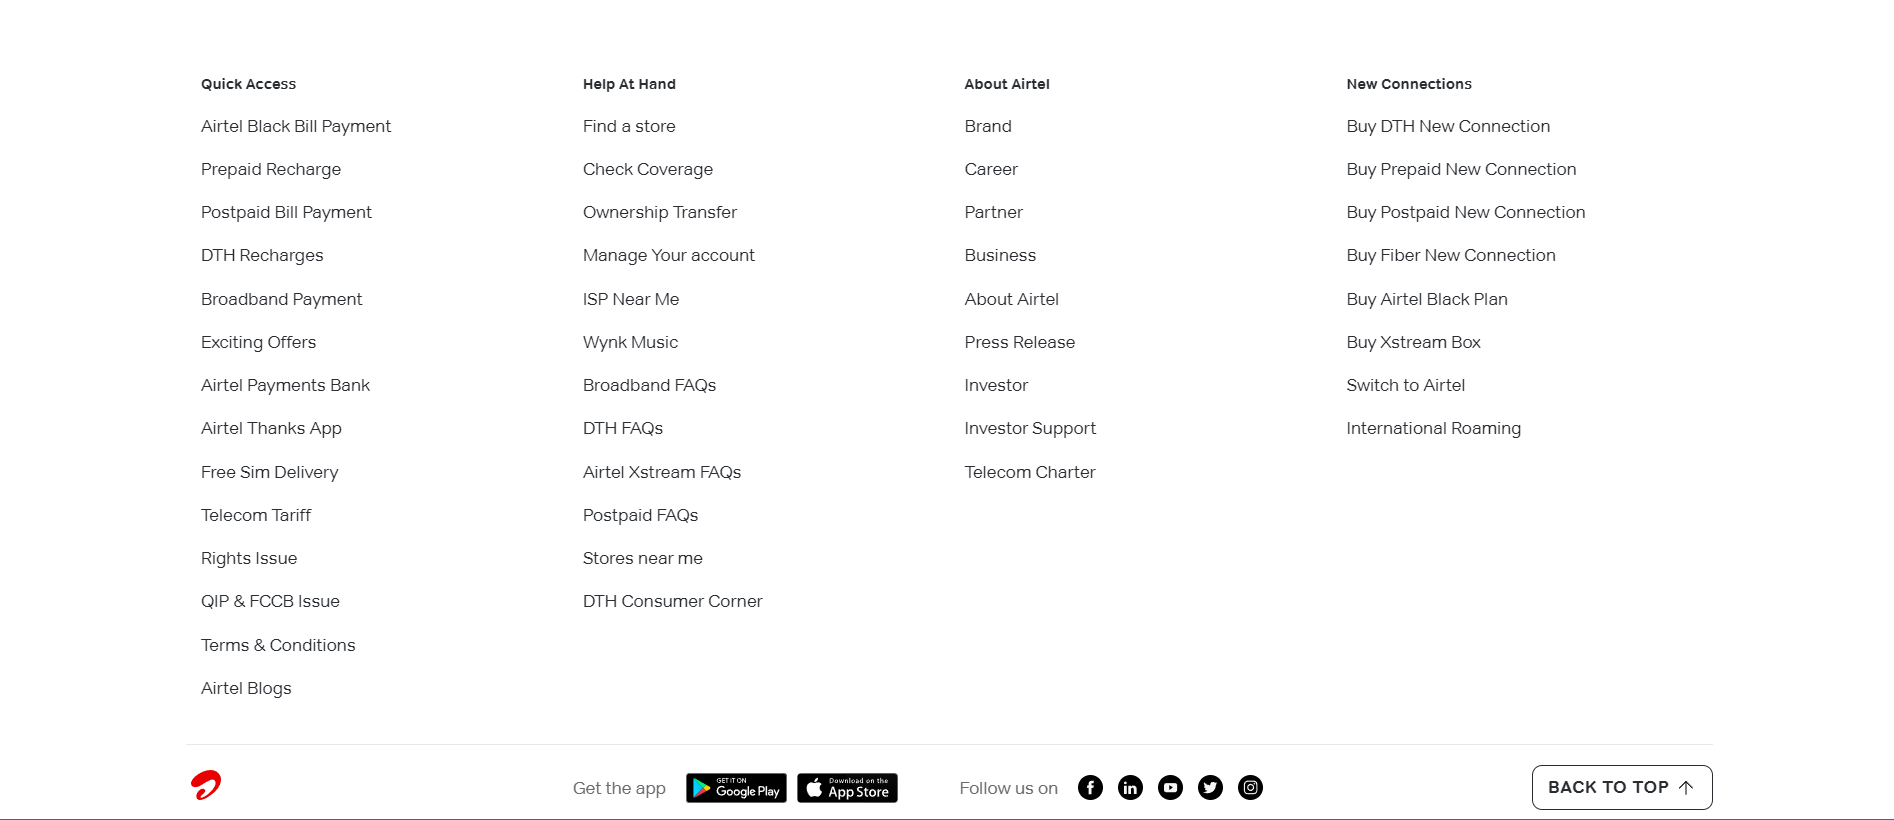 Quick Access
Airtel Black Bill Payment
Prepaid Recharge
Postpaid Bill Payment
DTH Recharges
Broadband Payment
Exciting Offers
Airtel Payments Bank
Airtel Thanks App
Free Sim Delivery
Telecom Tariff
Rights Issue
QIP & FCCB Issue
Terms & Conditions
Airtel Blogs
Help At Hand
Find a store
Check Coverage
Ownership Transfer
Manage Your account
ISP Near Me
Wynk Music
Broadband FAQs
DTH FAQs
Airtel Xstream FAQs
Postpaid FAQs
Stores near me
DTH Consumer Corner
About Airtel
Brand
Career
Partner
Business
About Airtel
Press Release
Investor
Investor Support
Telecom Charter
New Connections
Buy DTH New Connection
Buy Prepaid New Connection
Buy Postpaid New Connection
Buy Fiber New Connection
Buy Airtel Black Plan
Buy Xstream Box
Switch to Airtel
International Roaming
Get the app
GET IT ON
Google Play
Download on the
App Store
Follow us on
BACK TO TOP